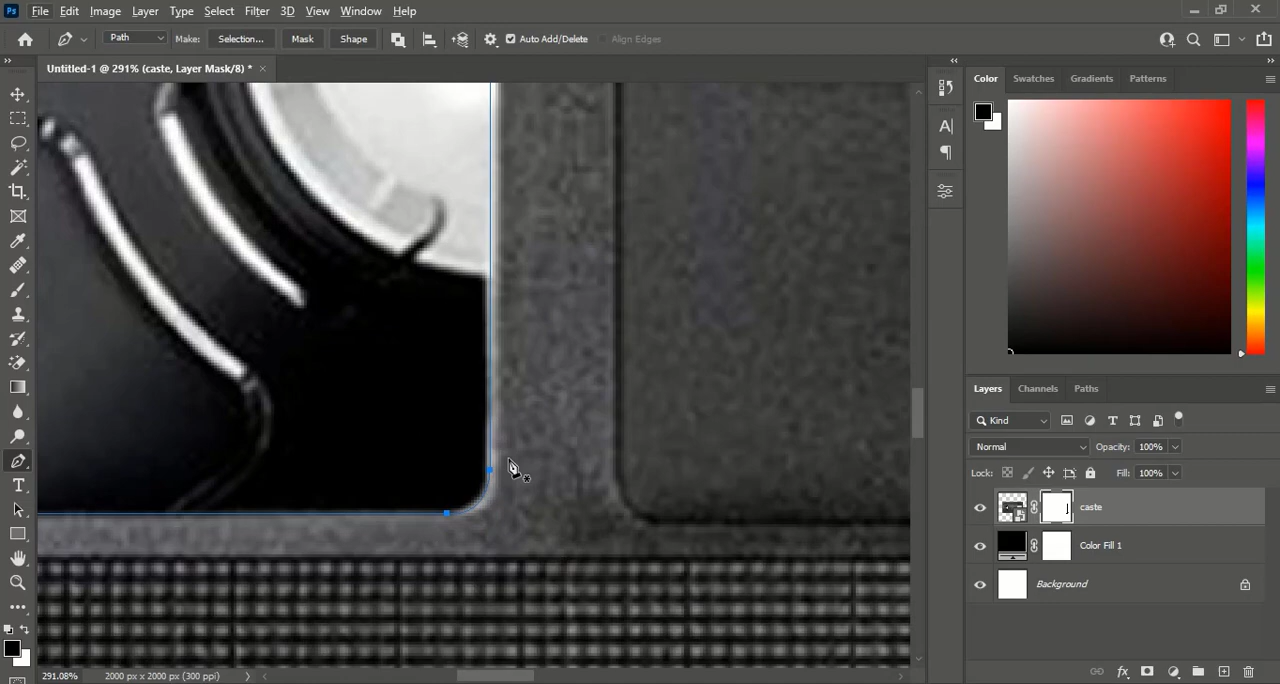 Ps File Edit Image Layer Type Select Filter 3D View Window Help
Path Make: Selection... Mask Shape Auto Add/Delete Align Edges
Untitled-1 @ 291% (caste, Layer Mask/8) * ×
Color Swatches Gradients Patterns
Layers Channels Paths
Kind
Normal Opacity: 100%
Lock: Fill: 100%
caste
Color Fill 1
Background
291.08% 2000 px x 2000 px (300 ppi)